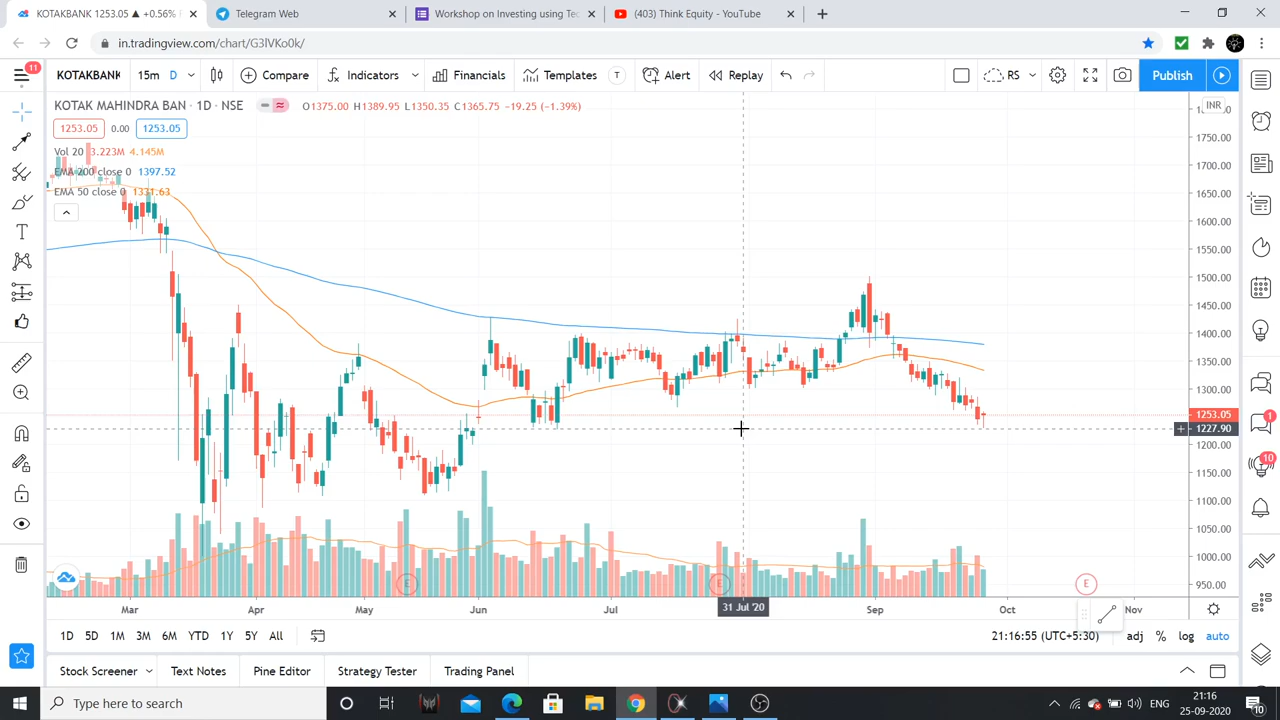 KOTAKBANK 1253.05 ▲ +0.56%
Telegram Web
Workshop on Investing using Tec
(403) Think Equity - YouTube
in.tradingview.com/chart/G3lVKo0k/
11
KOTAKBANK
15m
D
Compare
Indicators
Financials
Templates
T
Alert
Replay
RS
Publish
KOTAK MAHINDRA BAN · 1D · NSE
O1375.00 H1389.95 L1350.35 C1365.75 −19.25 (−1.39%)
INR
1253.05
0.00
1253.05
Vol 20 3.223M 4.145M
EMA 200 close 0 1397.52
EMA 50 close 0 1331.63
1750.00
1700.00
1650.00
1600.00
1550.00
1500.00
1450.00
1400.00
1350.00
1300.00
1253.05
1227.90
1200.00
1150.00
1100.00
1050.00
1000.00
950.00
1
10
E
E
E
Mar
Apr
May
Jun
Jul
31 Jul '20
Sep
Oct
Nov
1D
5D
1M
3M
6M
YTD
1Y
5Y
All
21:16:55 (UTC+5:30)
adj
%
log
auto
Stock Screener
Text Notes
Pine Editor
Strategy Tester
Trading Panel
Type here to search
ENG
21:16
25-09-2020
10